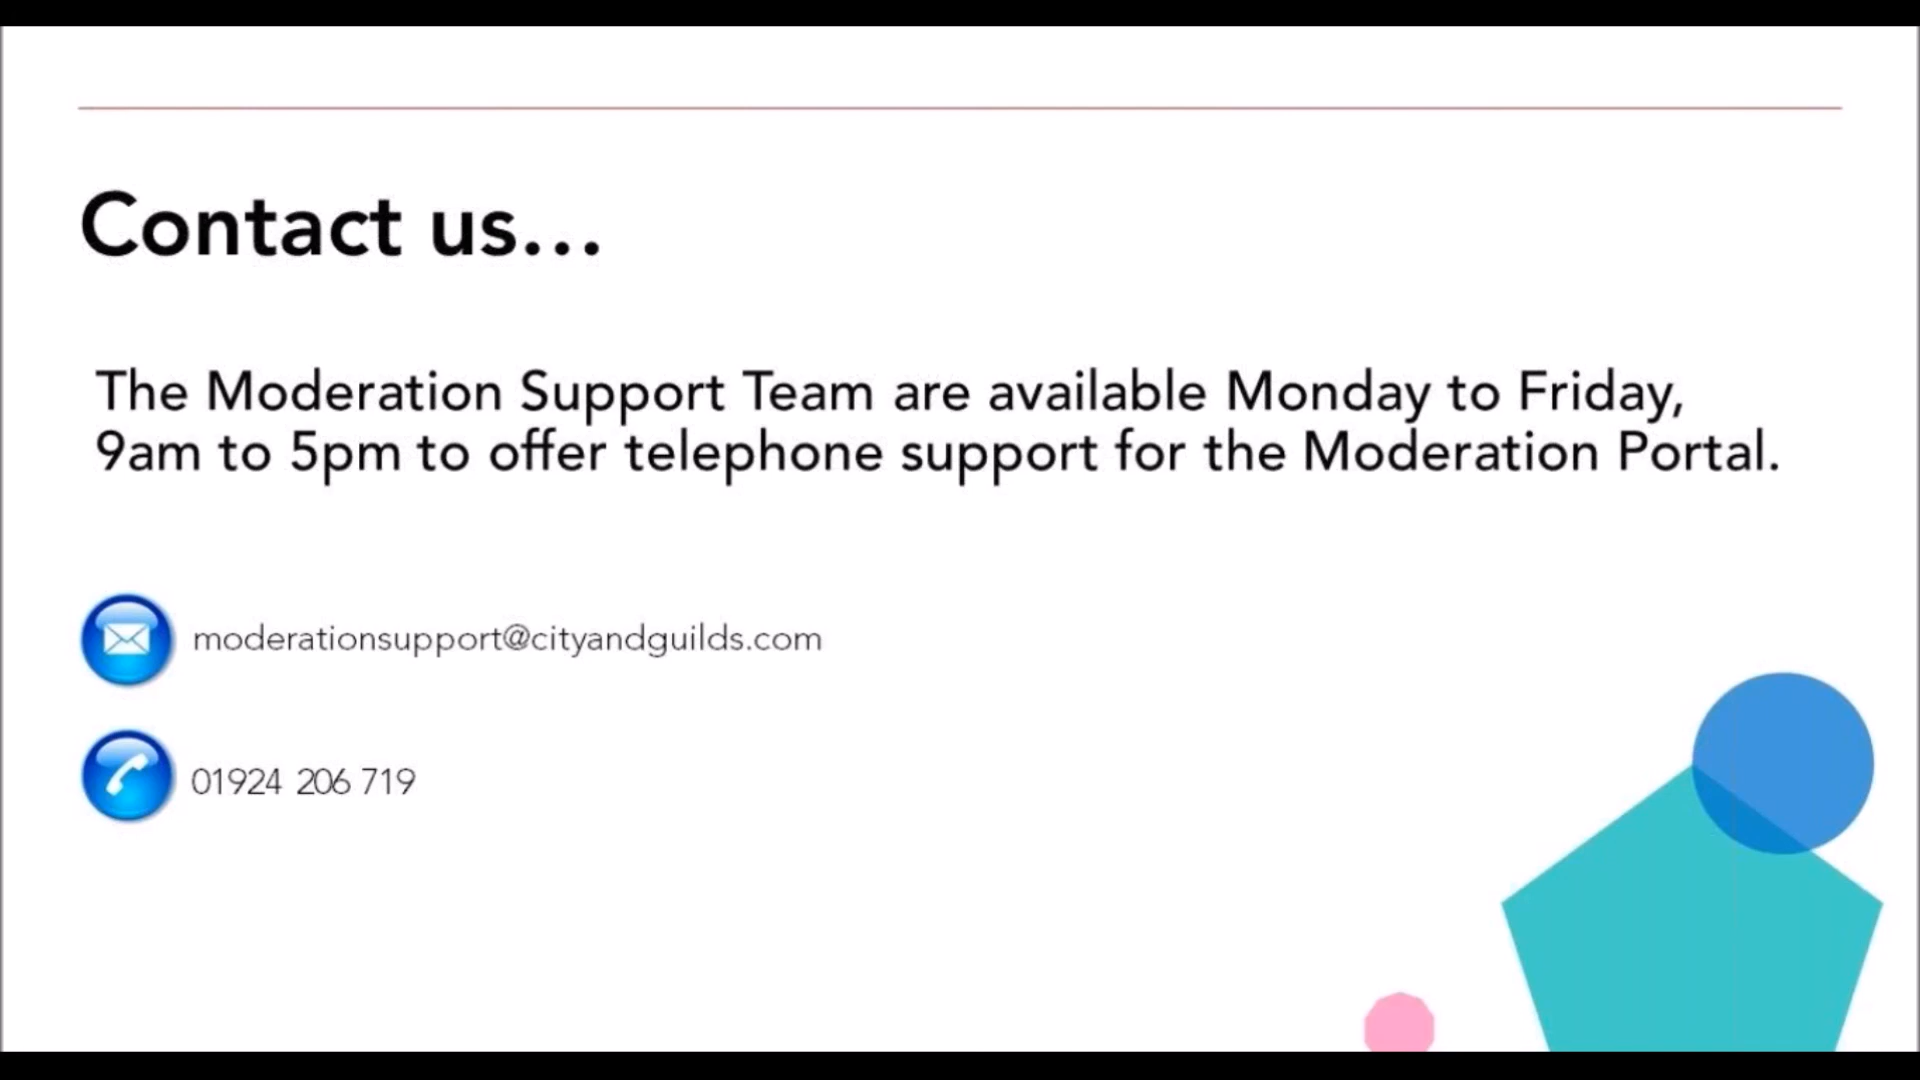 Contact us...
The Moderation Support Team are available Monday to Friday,
9am to 5pm to offer telephone support for the Moderation Portal.
moderationsupport@cityandguilds.com
01924 206 719